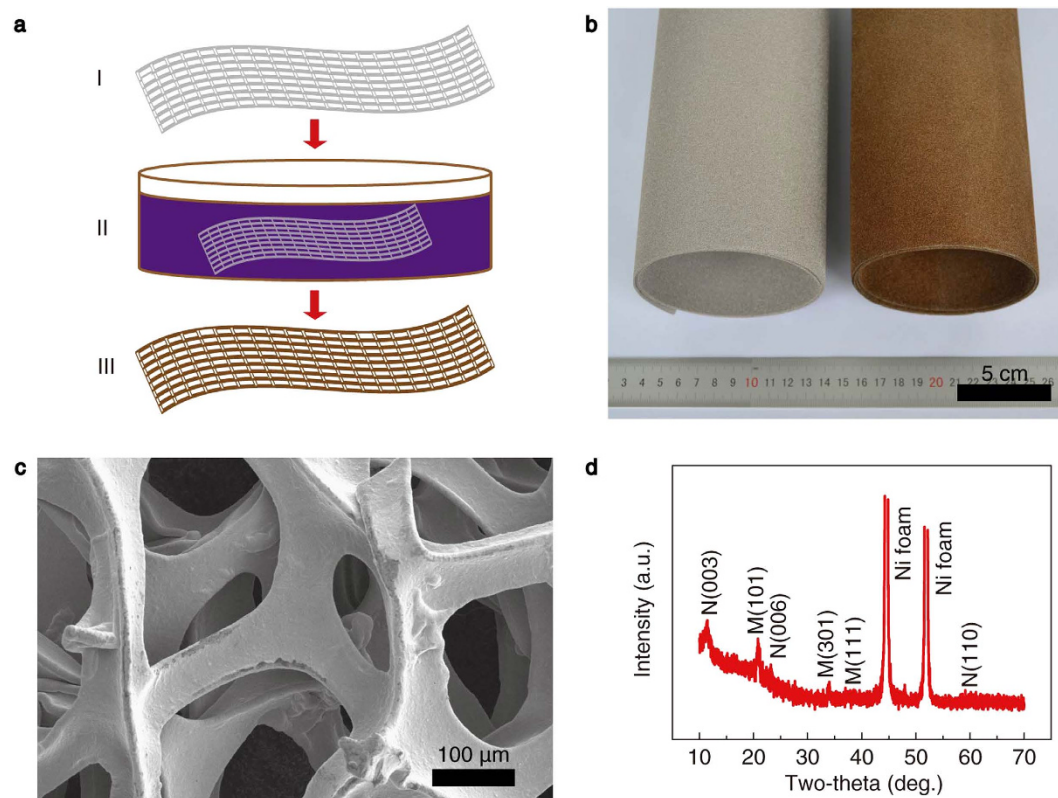 a
I
II
III
b
3 4 5 6 7 8 9 10 11 12 13 14 15 16 17 18 19 20 21 22 23 24 25 26
5 cm
c
100 µm
d
Intensity (a.u.)
N(003)
M(101)
N(006)
M(301)
M(111)
Ni foam
Ni foam
N(110)
10 20 30 40 50 60 70
Two-theta (deg.)